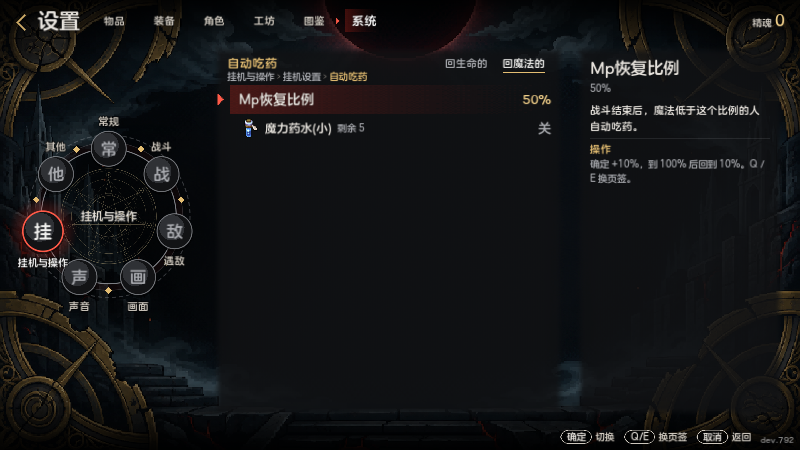 设置
物品
装备
角色
工坊
图鉴
系统
精魂 0
自动吃药
回生命的
回魔法的
挂机与操作 › 挂机设置 › 自动吃药
Mp恢复比例
50%
魔力药水(小) 剩余 5
关
Mp恢复比例
50%
战斗结束后，魔法低于这个比例的人
自动吃药。
操作
确定 +10%，到 100% 后回到 10%。Q /
E 换页签。
常规
常
其他
他
战斗
战
挂
挂机与操作
挂机与操作
敌
遇敌
声
声音
画
画面
确定 切换
Q/E 换页签
取消 返回
dev.792